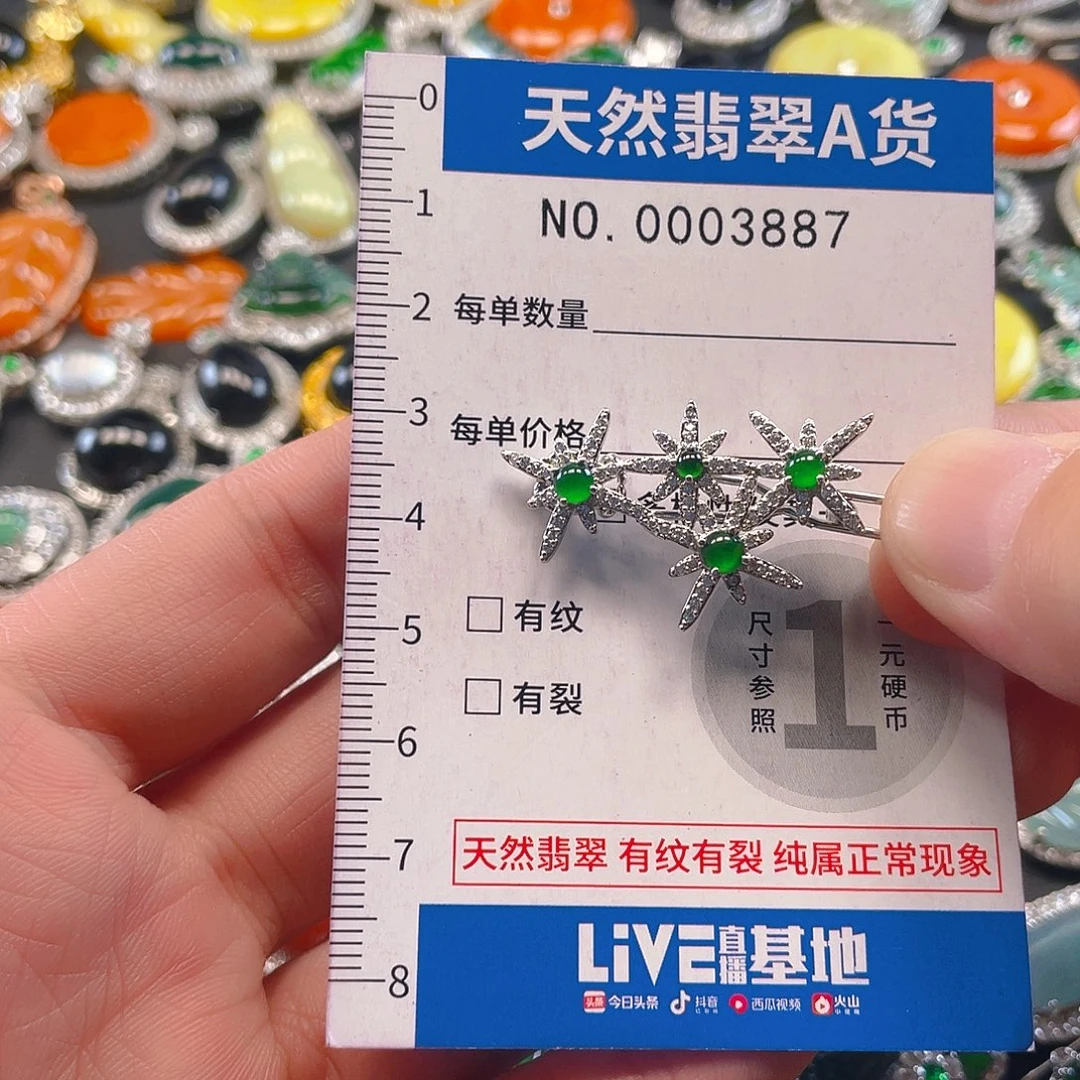 天然翡翠A货
NO. 0003887
每单数量
每单价格
有纹
有裂
尺寸参照
1
一元硬币
天然翡翠 有纹有裂 纯属正常现象
LiVE直播基地
头条 今日头条 抖音 西瓜视频 火山
0
1
2
3
4
5
6
7
8